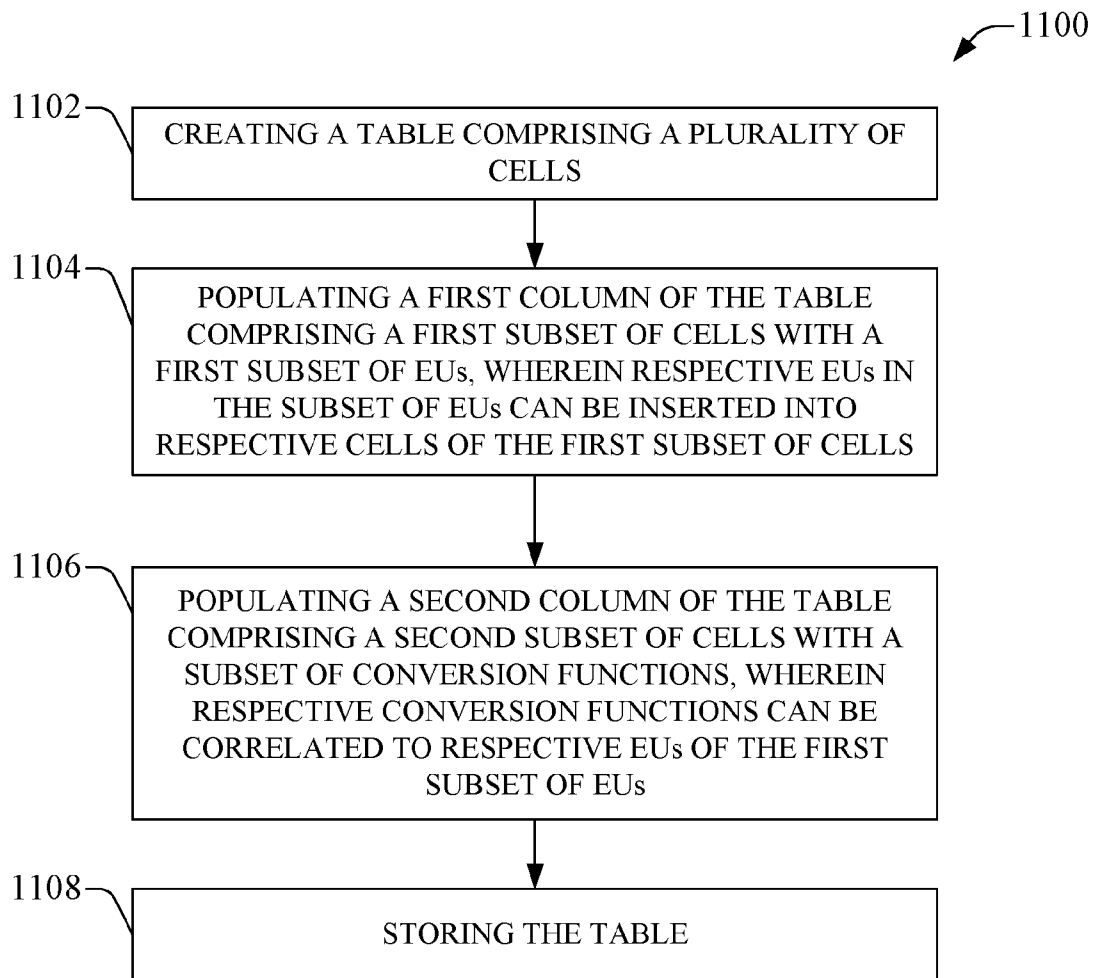 1100
1102
CREATING A TABLE COMPRISING A PLURALITY OF
CELLS
1104
POPULATING A FIRST COLUMN OF THE TABLE
COMPRISING A FIRST SUBSET OF CELLS WITH A
FIRST SUBSET OF EUs, WHEREIN RESPECTIVE EUs IN
THE SUBSET OF EUs CAN BE INSERTED INTO
RESPECTIVE CELLS OF THE FIRST SUBSET OF CELLS
1106
POPULATING A SECOND COLUMN OF THE TABLE
COMPRISING A SECOND SUBSET OF CELLS WITH A
SUBSET OF CONVERSION FUNCTIONS, WHEREIN
RESPECTIVE CONVERSION FUNCTIONS CAN BE
CORRELATED TO RESPECTIVE EUs OF THE FIRST
SUBSET OF EUs
1108
STORING THE TABLE